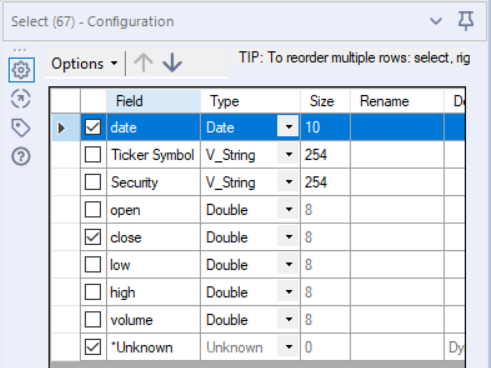 Select (67) - Configuration
Options TIP: To reorder multiple rows: select, rig
Field Type Size Rename De
date Date 10
Ticker Symbol V_String 254
Security V_String 254
open Double 8
close Double 8
low Double 8
high Double 8
volume Double 8
*Unknown Unknown 0 Dy